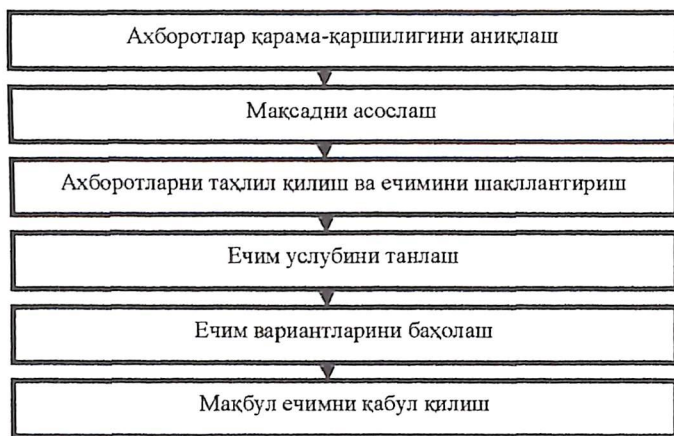 Ахборотлар қарама-қаршилигини аниқлаш
Мақсадни асослаш
Ахборотларни таҳлил қилиш ва ечимини шакллантириш
Ечим услубини танлаш
Ечим вариантларини баҳолаш
Мақбул ечимни қабул қилиш